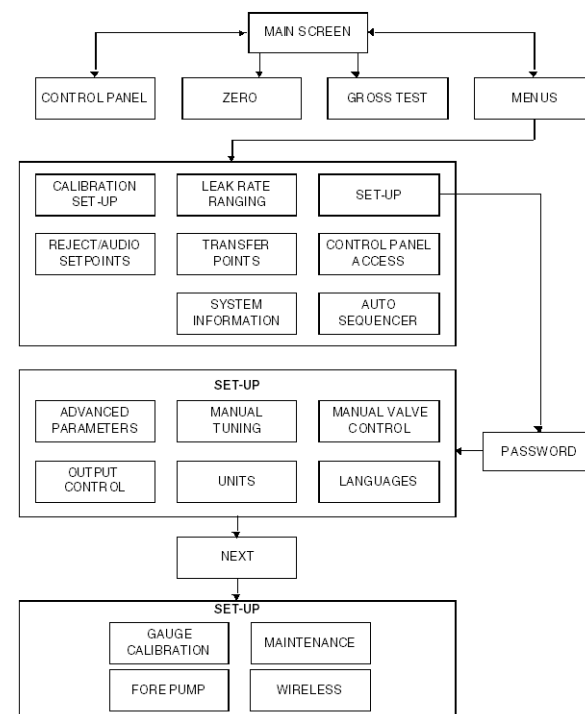 MAIN SCREEN
CONTROL PANEL
ZERO
GROSS TEST
MENUS
CALIBRATION
SET-UP
LEAK RATE
RANGING
SET-UP
REJECT/AUDIO
SETPOINTS
TRANSFER
POINTS
CONTROL PANEL
ACCESS
SYSTEM
INFORMATION
AUTO
SEQUENCER
SET-UP
ADVANCED
PARAMETERS
MANUAL
TUNING
MANUAL VALVE
CONTROL
PASSWORD
OUTPUT
CONTROL
UNITS
LANGUAGES
NEXT
SET-UP
GAUGE
CALIBRATION
MAINTENANCE
FORE PUMP
WIRELESS